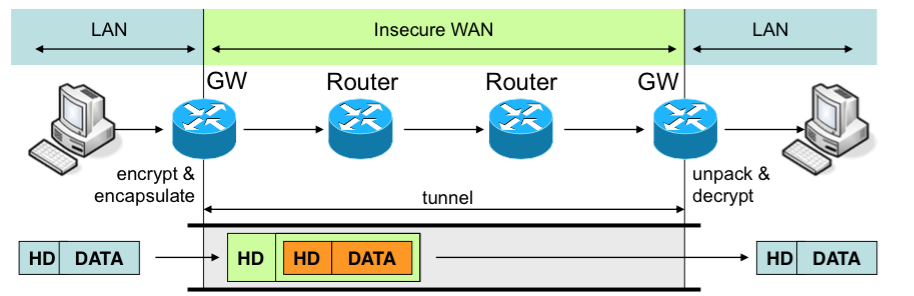 LAN
Insecure WAN
LAN
GW
Router
Router
GW
encrypt &
encapsulate
unpack &
decrypt
tunnel
HD DATA
HD HD DATA
HD DATA